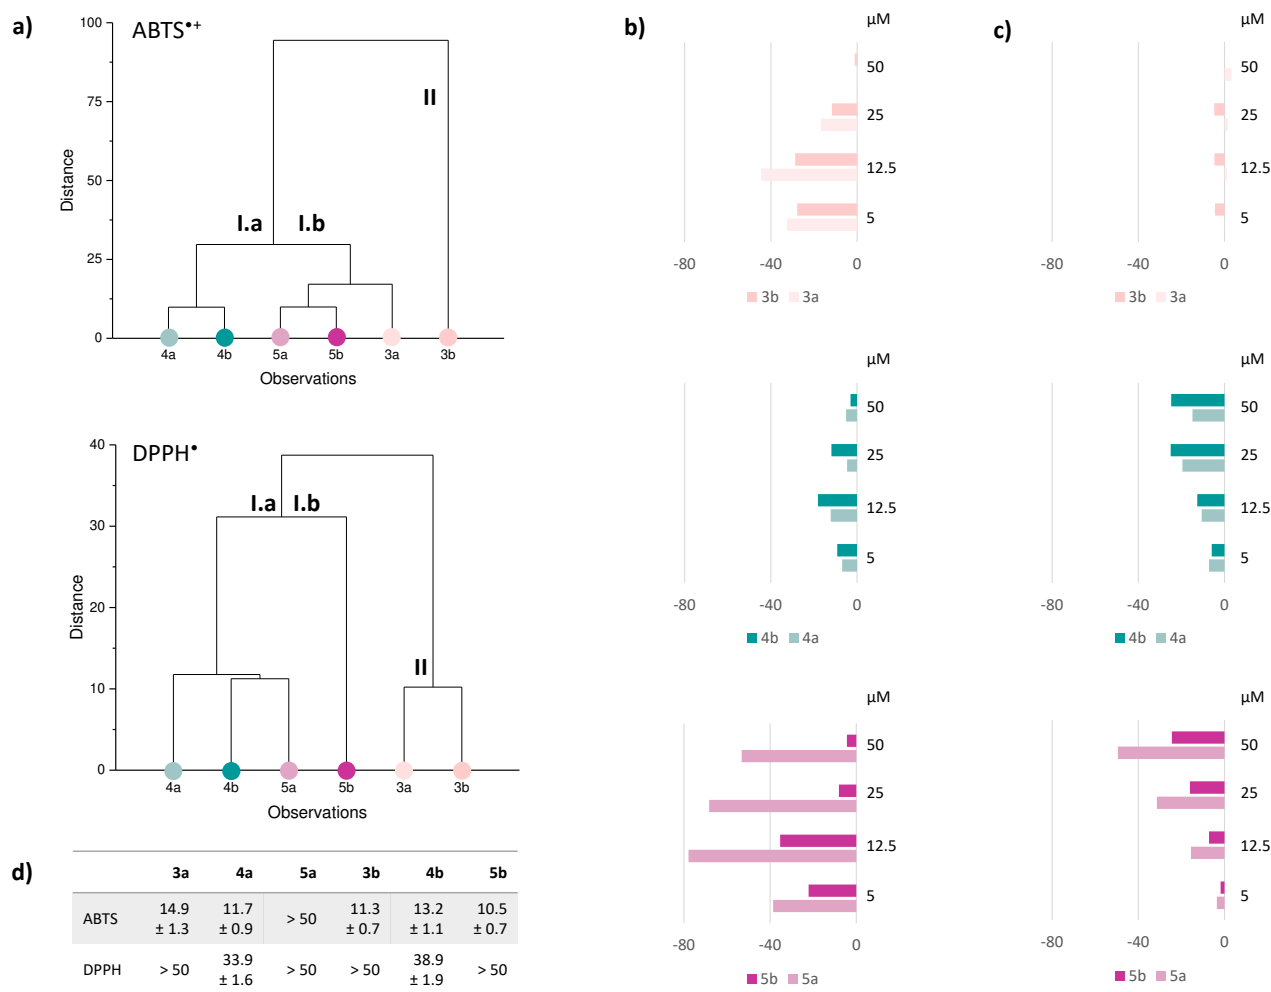 a)
ABTS•+
100
75
50
25
0
Distance
II
I.a I.b
4a 4b 5a 5b 3a 3b
Observations
DPPH•
40
30
20
10
0
Distance
I.a I.b
II
4a 4b 5a 5b 3a 3b
Observations
b)
µM
50
25
12.5
5
-80 -40 0
3b 3a
µM
50
25
12.5
5
-80 -40 0
4b 4a
µM
50
25
12.5
5
-80 -40 0
5b 5a
c)
µM
50
25
12.5
5
-80 -40 0
3b 3a
µM
50
25
12.5
5
-80 -40 0
4b 4a
µM
50
25
12.5
5
-80 -40 0
5b 5a
d)
3a 4a 5a 3b 4b 5b
ABTS 14.9 ± 1.3 11.7 ± 0.9 > 50 11.3 ± 0.7 13.2 ± 1.1 10.5 ± 0.7
DPPH > 50 33.9 ± 1.6 > 50 > 50 38.9 ± 1.9 > 50